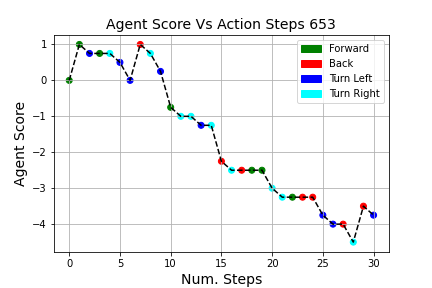 Agent Score Vs Action Steps 653
Forward
Back
Turn Left
Turn Right
1
0
−1
−2
−3
−4
Agent Score
0 5 10 15 20 25 30
Num. Steps